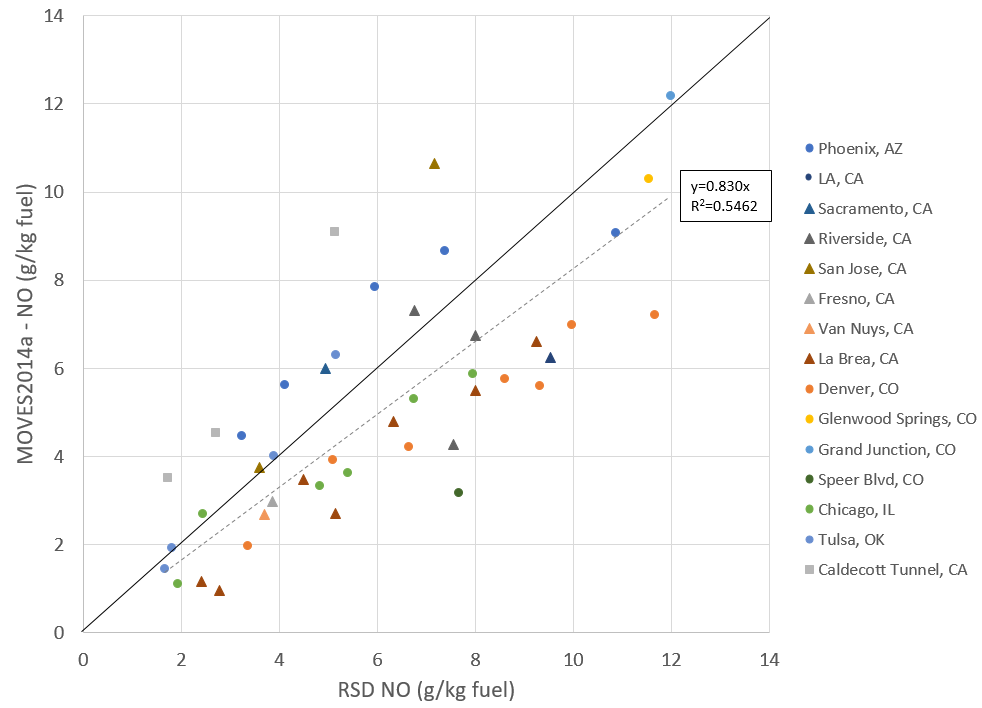 14
12
10
8
6
4
2
0
MOVES2014a - NO (g/kg fuel)
0 2 4 6 8 10 12 14
RSD NO (g/kg fuel)
y=0.830x
R²=0.5462
Phoenix, AZ
LA, CA
Sacramento, CA
Riverside, CA
San Jose, CA
Fresno, CA
Van Nuys, CA
La Brea, CA
Denver, CO
Glenwood Springs, CO
Grand Junction, CO
Speer Blvd, CO
Chicago, IL
Tulsa, OK
Caldecott Tunnel, CA